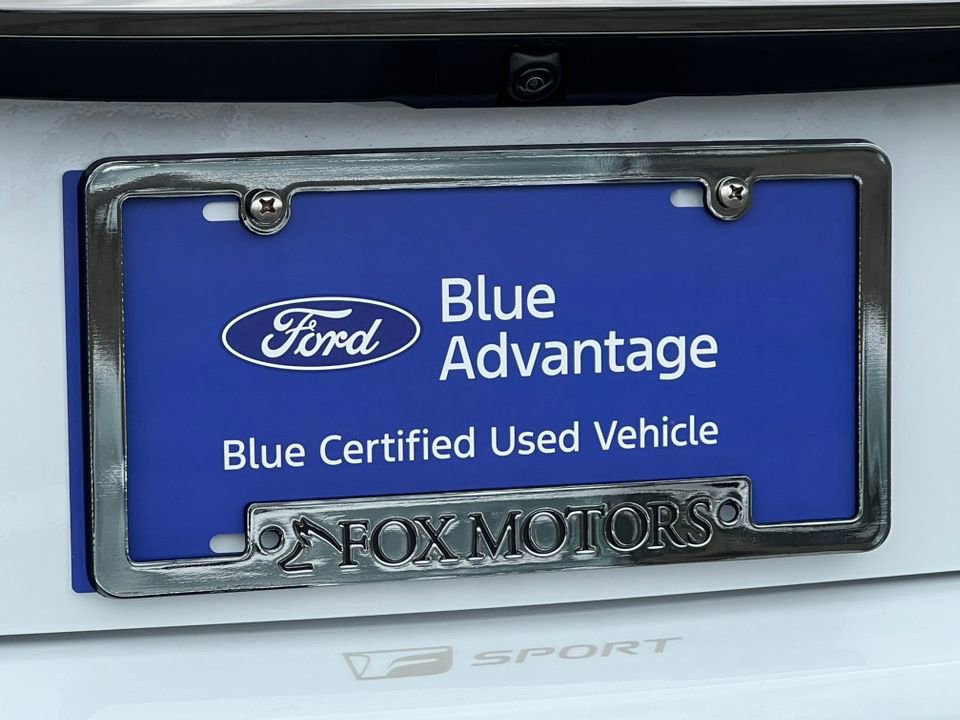 Ford
Blue
Advantage
Blue Certified Used Vehicle
FOX MOTORS
F SPORT